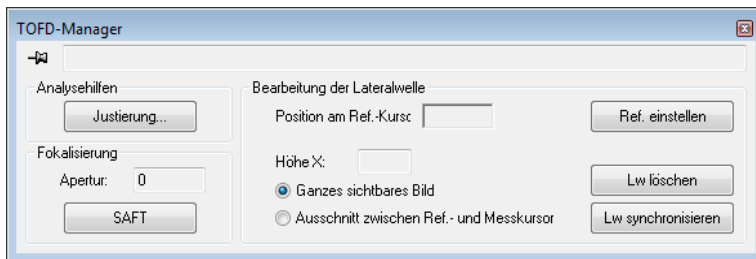 TOFD-Manager
Analysehilfen
Justierung...
Fokalisierung
Apertur: 0
SAFT
Bearbeitung der Lateralwelle
Position am Ref.-Kursc
Ref. einstellen
Höhe X:
Ganzes sichtbares Bild
Lw löschen
Ausschnitt zwischen Ref.- und Messkursor
Lw synchronisieren